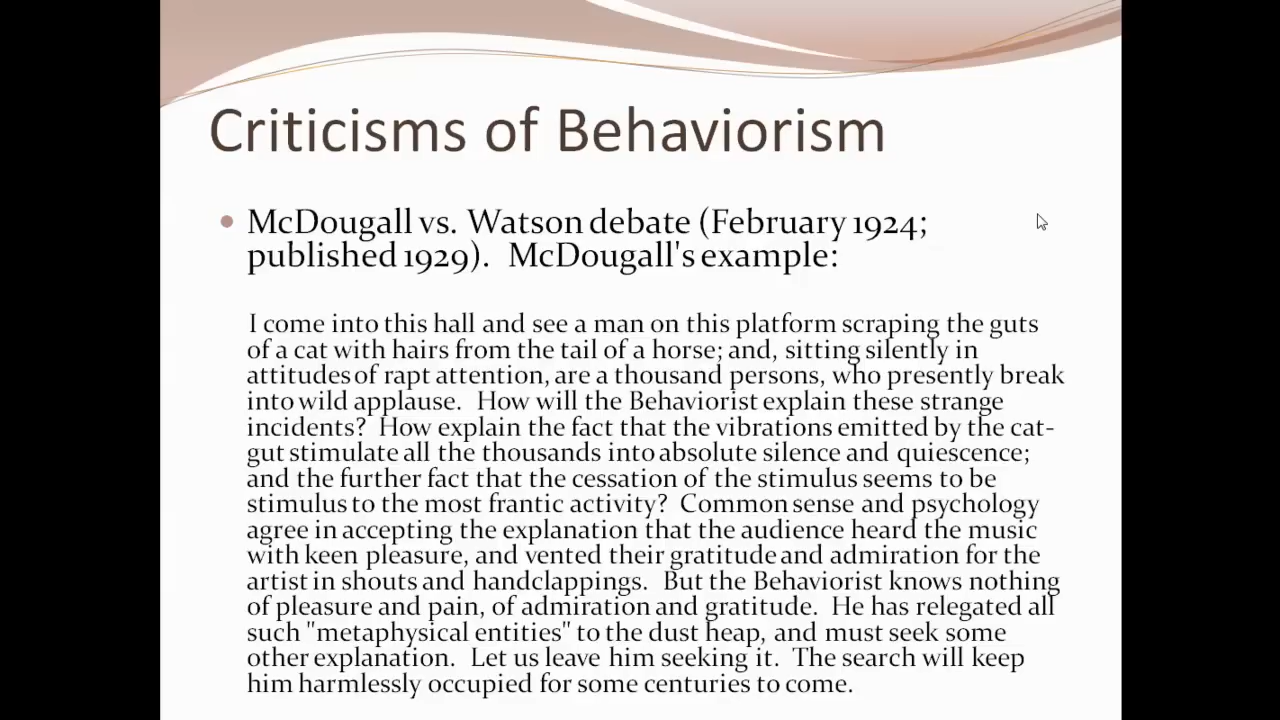 Criticisms of Behaviorism
McDougall vs. Watson debate (February 1924;
published 1929). McDougall's example:
I come into this hall and see a man on this platform scraping the guts
of a cat with hairs from the tail of a horse; and, sitting silently in
attitudes of rapt attention, are a thousand persons, who presently break
into wild applause. How will the Behaviorist explain these strange
incidents? How explain the fact that the vibrations emitted by the cat-
gut stimulate all the thousands into absolute silence and quiescence;
and the further fact that the cessation of the stimulus seems to be
stimulus to the most frantic activity? Common sense and psychology
agree in accepting the explanation that the audience heard the music
with keen pleasure, and vented their gratitude and admiration for the
artist in shouts and handclappings. But the Behaviorist knows nothing
of pleasure and pain, of admiration and gratitude. He has relegated all
such "metaphysical entities" to the dust heap, and must seek some
other explanation. Let us leave him seeking it. The search will keep
him harmlessly occupied for some centuries to come.